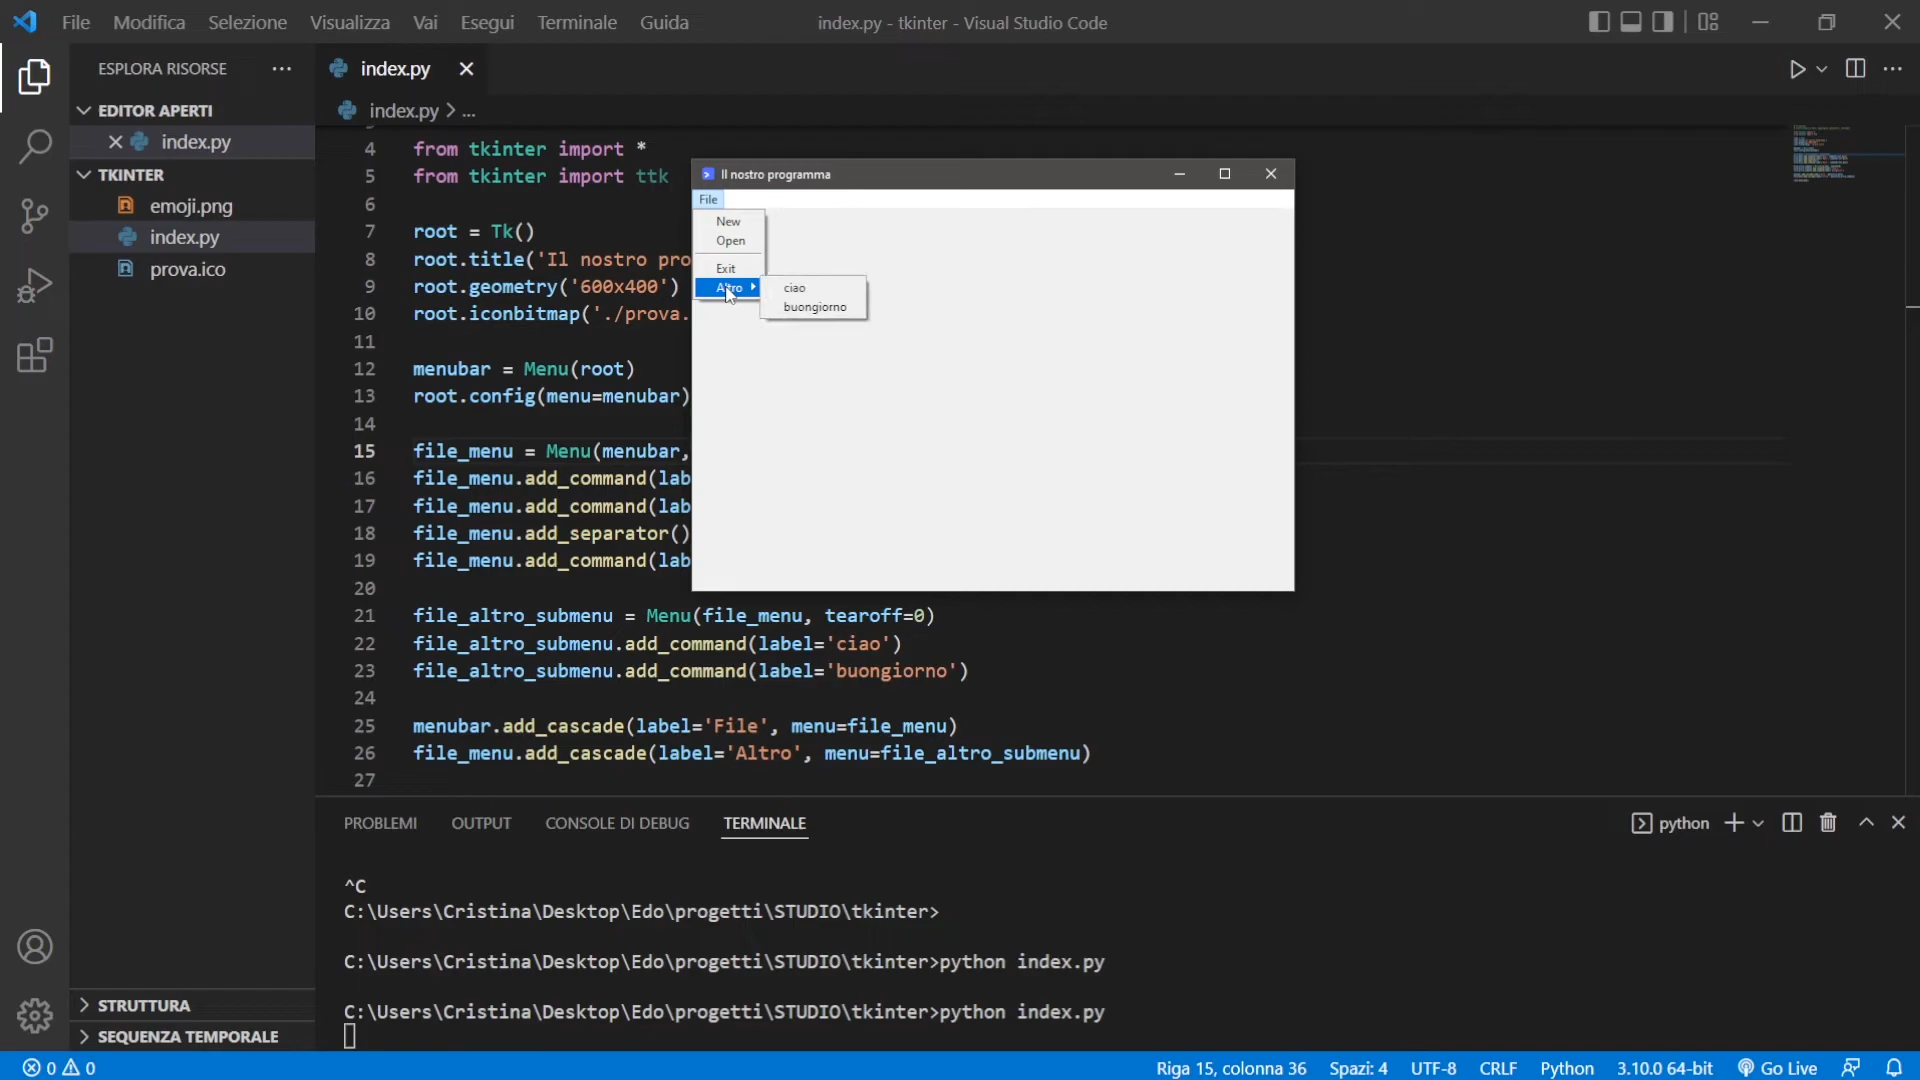 File Modifica Selezione Visualizza Vai Esegui Terminale Guida
index.py - tkinter - Visual Studio Code
ESPLORA RISORSE
EDITOR APERTI
index.py
TKINTER
emoji.png
index.py
prova.ico
STRUTTURA
SEQUENZA TEMPORALE
index.py
index.py > ...
4 from tkinter import *
5 from tkinter import ttk
6
7 root = Tk()
8 root.title('Il nostro pro
9 root.geometry('600x400')
10 root.iconbitmap('./prova.
11
12 menubar = Menu(root)
13 root.config(menu=menubar)
14
15 file_menu = Menu(menubar,
16 file_menu.add_command(lab
17 file_menu.add_command(lab
18 file_menu.add_separator()
19 file_menu.add_command(lab
20
21 file_altro_submenu = Menu(file_menu, tearoff=0)
22 file_altro_submenu.add_command(label='ciao')
23 file_altro_submenu.add_command(label='buongiorno')
24
25 menubar.add_cascade(label='File', menu=file_menu)
26 file_menu.add_cascade(label='Altro', menu=file_altro_submenu)
27
Il nostro programma
File
New
Open
Exit
Altro
ciao
buongiorno
PROBLEMI OUTPUT CONSOLE DI DEBUG TERMINALE
python
^C
C:\Users\Cristina\Desktop\Edo\progetti\STUDIO\tkinter>
C:\Users\Cristina\Desktop\Edo\progetti\STUDIO\tkinter>python index.py
C:\Users\Cristina\Desktop\Edo\progetti\STUDIO\tkinter>python index.py
0 0
Riga 15, colonna 36 Spazi: 4 UTF-8 CRLF Python 3.10.0 64-bit Go Live